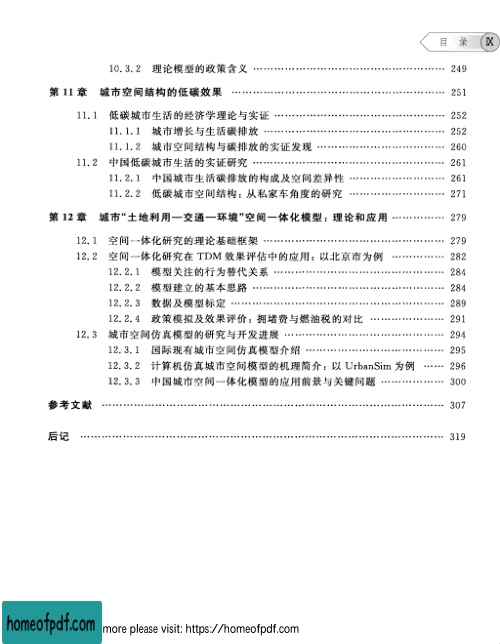 目 录 Ⅸ
10.3.2 理论模型的政策含义 …………………………………………… 249
第 11 章 城市空间结构的低碳效果 …………………………………………… 251
11.1 低碳城市生活的经济学理论与实证 …………………………………… 252
11.1.1 城市增长与生活碳排放 …………………………………… 252
11.1.2 城市空间结构与碳排放的实证发现 …………………………… 260
11.2 中国低碳城市生活的实证研究 …………………………………… 261
11.2.1 中国城市生活碳排放的构成及空间差异性 …………………… 261
11.2.2 低碳城市空间结构：从私家车角度的研究 …………………… 271
第 12 章 城市“土地利用—交通—环境”空间一体化模型：理论和应用 ………… 279
12.1 空间一体化研究的理论基础框架 …………………………………… 279
12.2 空间一体化研究在 TDM 效果评估中的应用：以北京市为例 ………… 282
12.2.1 模型关注的行为替代关系 …………………………………… 284
12.2.2 模型建立的基本思路 …………………………………… 284
12.2.3 数据及模型标定 …………………………………… 289
12.2.4 政策模拟及效果评价：拥堵费与燃油税的对比 ……………… 291
12.3 城市空间仿真模型的研究与开发进展 …………………………… 294
12.3.1 国际现有城市空间仿真模型介绍 …………………………… 295
12.3.2 计算机仿真城市空间模型的机理简介：以 UrbanSim 为例 …… 296
12.3.3 中国城市空间一体化模型的应用前景与关键问题 …………… 300
参考文献 …………………………………………………… 307
后记 …………………………………………………… 319
homeofpdf.com more please visit: https://homeofpdf.com